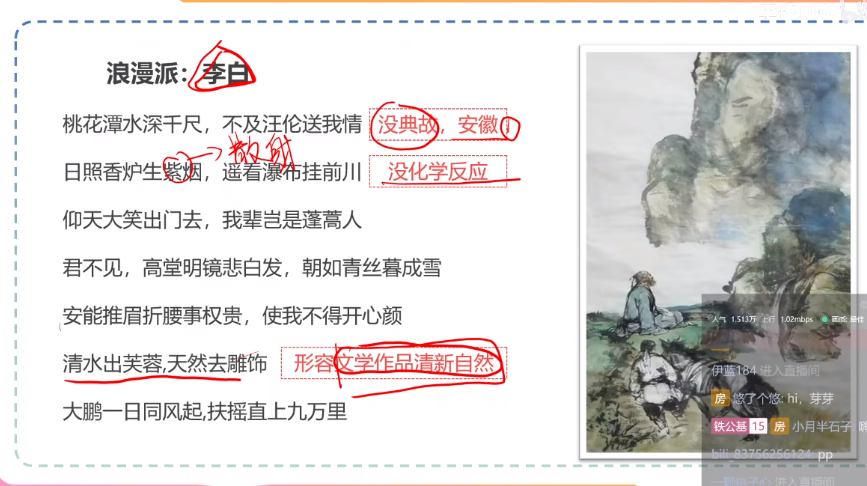 浪漫派：李白
桃花潭水深千尺，不及汪伦送我情 没典故，安徽
散射
日照香炉生紫烟，遥看瀑布挂前川 没化学反应
仰天大笑出门去，我辈岂是蓬蒿人
君不见，高堂明镜悲白发，朝如青丝暮成雪
安能摧眉折腰事权贵，使我不得开心颜
清水出芙蓉,天然去雕饰 形容文学作品清新自然
大鹏一日同风起,扶摇直上九万里
人气 1.513万 上行 1.02mbps
伊蓝184 进入直播间
房 悠了个悠: hi，芽芽
铁公基 15 房 小月半石子
bili_83756256124 pp
进入直播间